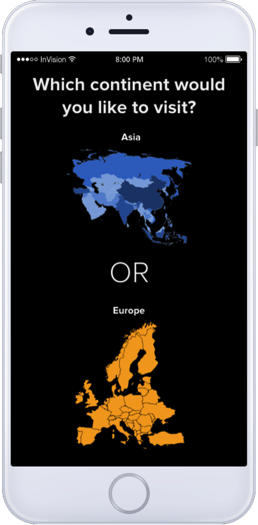 InVision 8:00 PM 100%
Which continent would
you like to visit?
Asia
OR
Europe